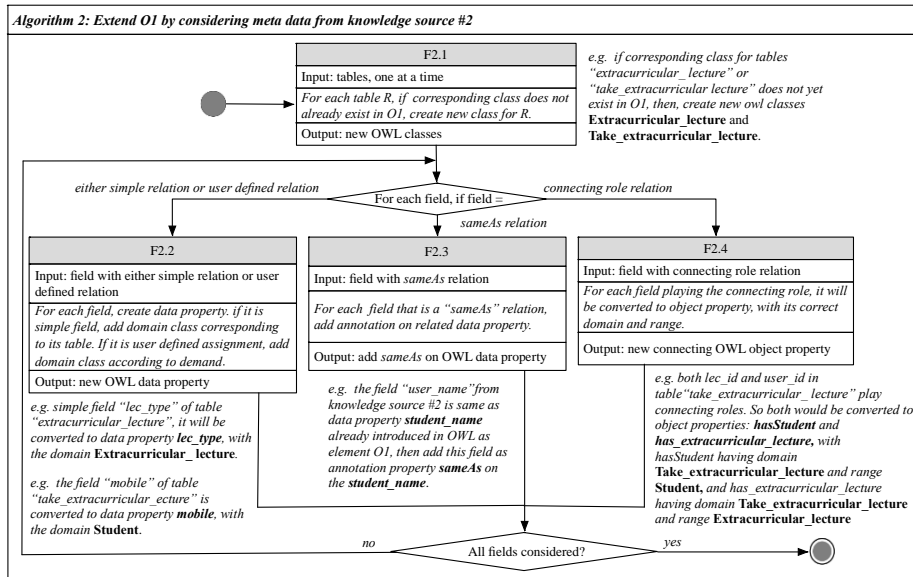 Algorithm 2: Extend O1 by considering meta data from knowledge source #2
F2.1
Input: tables, one at a time
For each table R, if corresponding class does not
already exist in O1, create new class for R.
Output: new OWL classes
e.g. if corresponding class for tables
“extracurricular_ lecture” or
“take_extracurricular lecture” does not yet
exist in O1, then, create new owl classes
Extracurricular_lecture and
Take_extracurricular_lecture.
either simple relation or user defined relation
For each field, if field =
connecting role relation
sameAs relation
F2.2
Input: field with either simple relation or user
defined relation
For each field, create data property. if it is
simple field, add domain class corresponding
to its table. If it is user defined assignment, add
domain class according to demand.
Output: new OWL data property
e.g. simple field “lec_type” of table
“extracurricular_lecture”, it will be
converted to data property lec_type, with
the domain Extracurricular_ lecture.
e.g. the field “mobile” of table
“take_extracurricular_ecture” is
converted to data property mobile, with
the domain Student.
F2.3
Input: field with sameAs relation
For each field that is a “sameAs” relation,
add annotation on related data property.
Output: add sameAs on OWL data property
e.g. the field “user_name”from
knowledge source #2 is same as
data property student_name
already introduced in OWL as
element O1, then add this field as
annotation property sameAs on
the student_name.
F2.4
Input: field with connecting role relation
For each field playing the connecting role, it will
be converted to object property, with its correct
domain and range.
Output: new connecting OWL object property
e.g. both lec_id and user_id in
table“take_extracurricular_ lecture” play
connecting roles. So both would be converted to
object properties: hasStudent and
has_extracurricular_lecture, with
hasStudent having domain
Take_extracurricular_lecture and range
Student, and has_extracurricular_lecture
having domain Take_extracurricular_lecture
and range Extracurricular_lecture
no
All fields considered?
yes